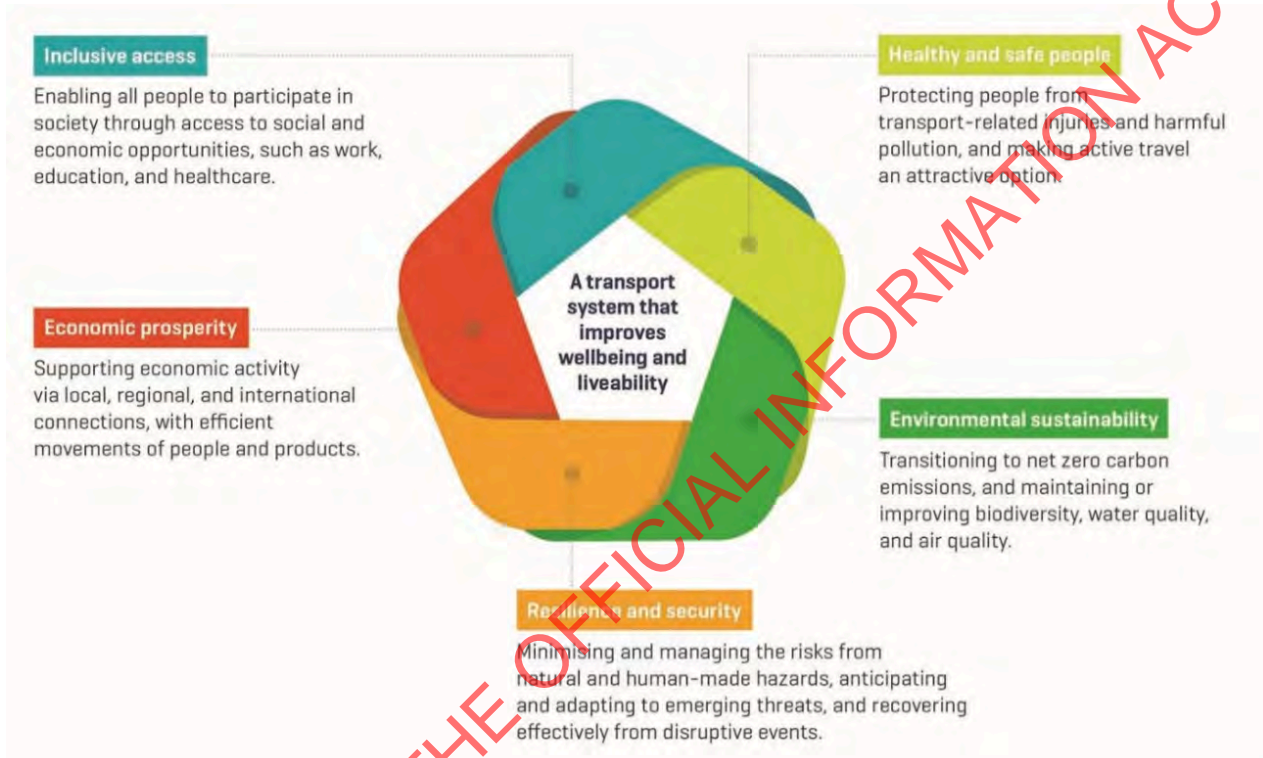 Inclusive access
Enabling all people to participate in
society through access to social and
economic opportunities, such as work,
education, and healthcare.
Healthy and safe people
Protecting people from
transport-related injuries and harmful
pollution, and making active travel
an attractive option.
A transport
system that
improves
wellbeing and
liveability
Economic prosperity
Supporting economic activity
via local, regional, and international
connections, with efficient
movements of people and products.
Environmental sustainability
Transitioning to net zero carbon
emissions, and maintaining or
improving biodiversity, water quality,
and air quality.
Resilience and security
Minimising and managing the risks from
natural and human-made hazards, anticipating
and adapting to emerging threats, and recovering
effectively from disruptive events.
THE OFFICIAL INFORMATION AC